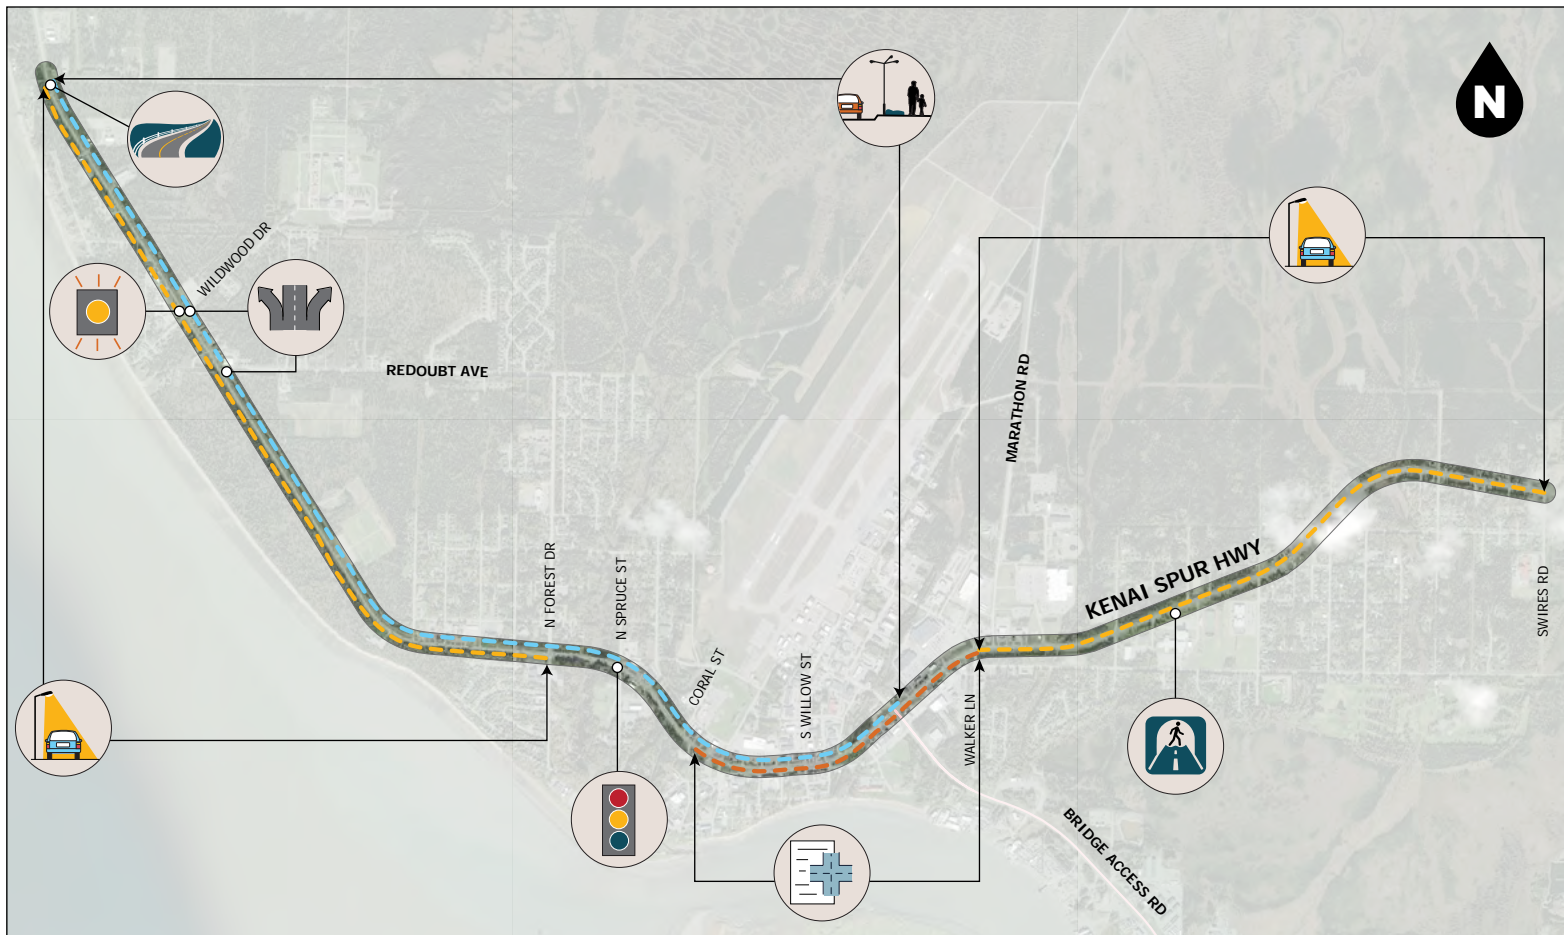 N
WILDWOOD DR
REDOUBT AVE
MARATHON RD
N FOREST DR
N SPRUCE ST
CORAL ST
S WILLOW ST
WALKER LN
KENAI SPUR HWY
SWIRES RD
BRIDGE ACCESS RD